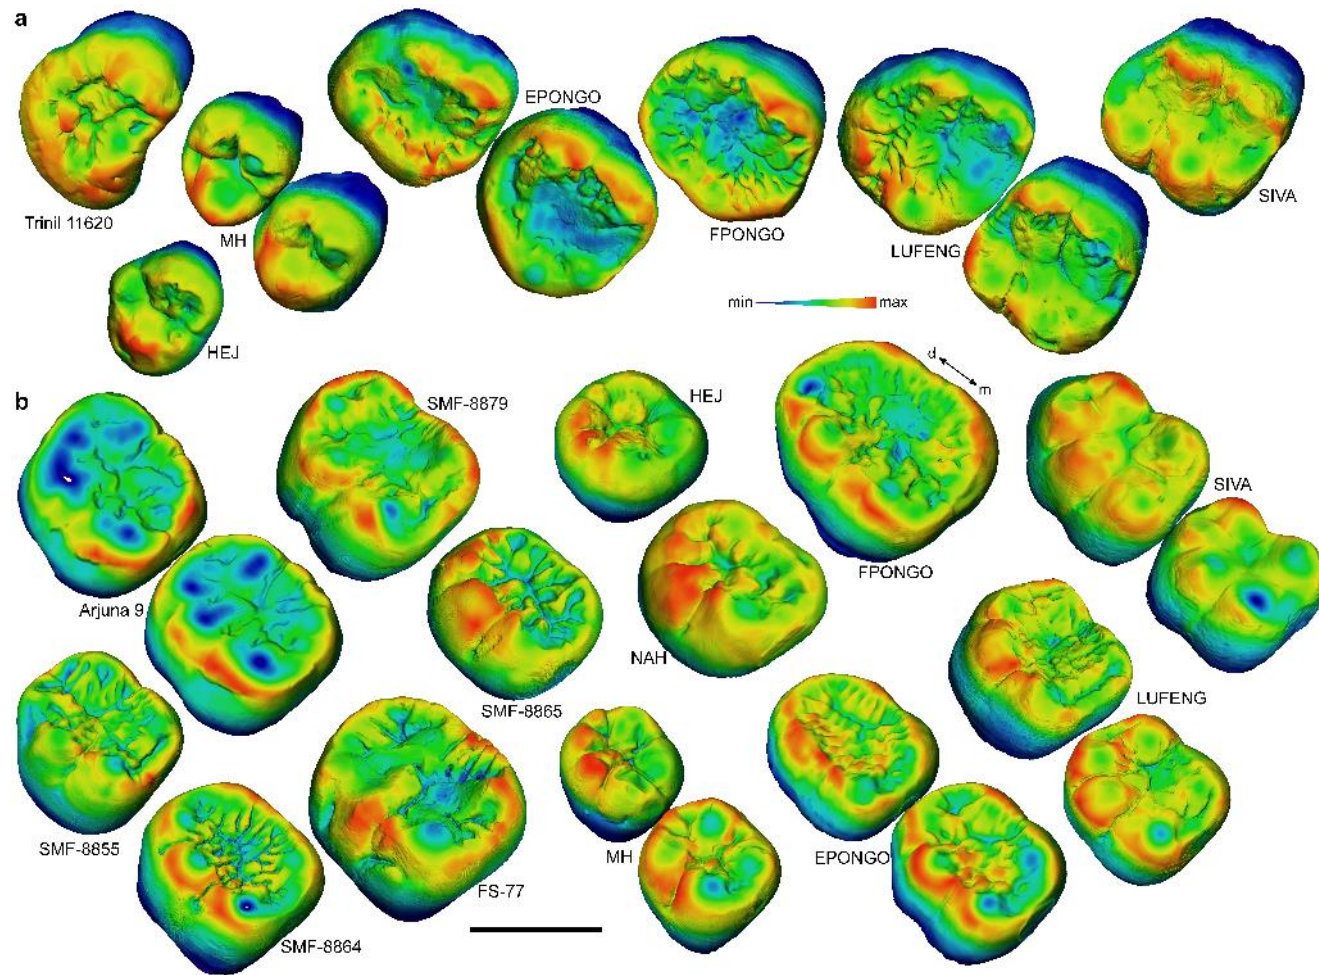 a
Trinil 11620
MH
HEJ
EPONGO
FPONGO
LUFENG
SIVA
min
max
b
d
m
Arjuna 9
SMF-8879
HEJ
FPONGO
SIVA
SMF-8865
NAH
LUFENG
SMF-8855
SMF-8864
FS-77
MH
EPONGO